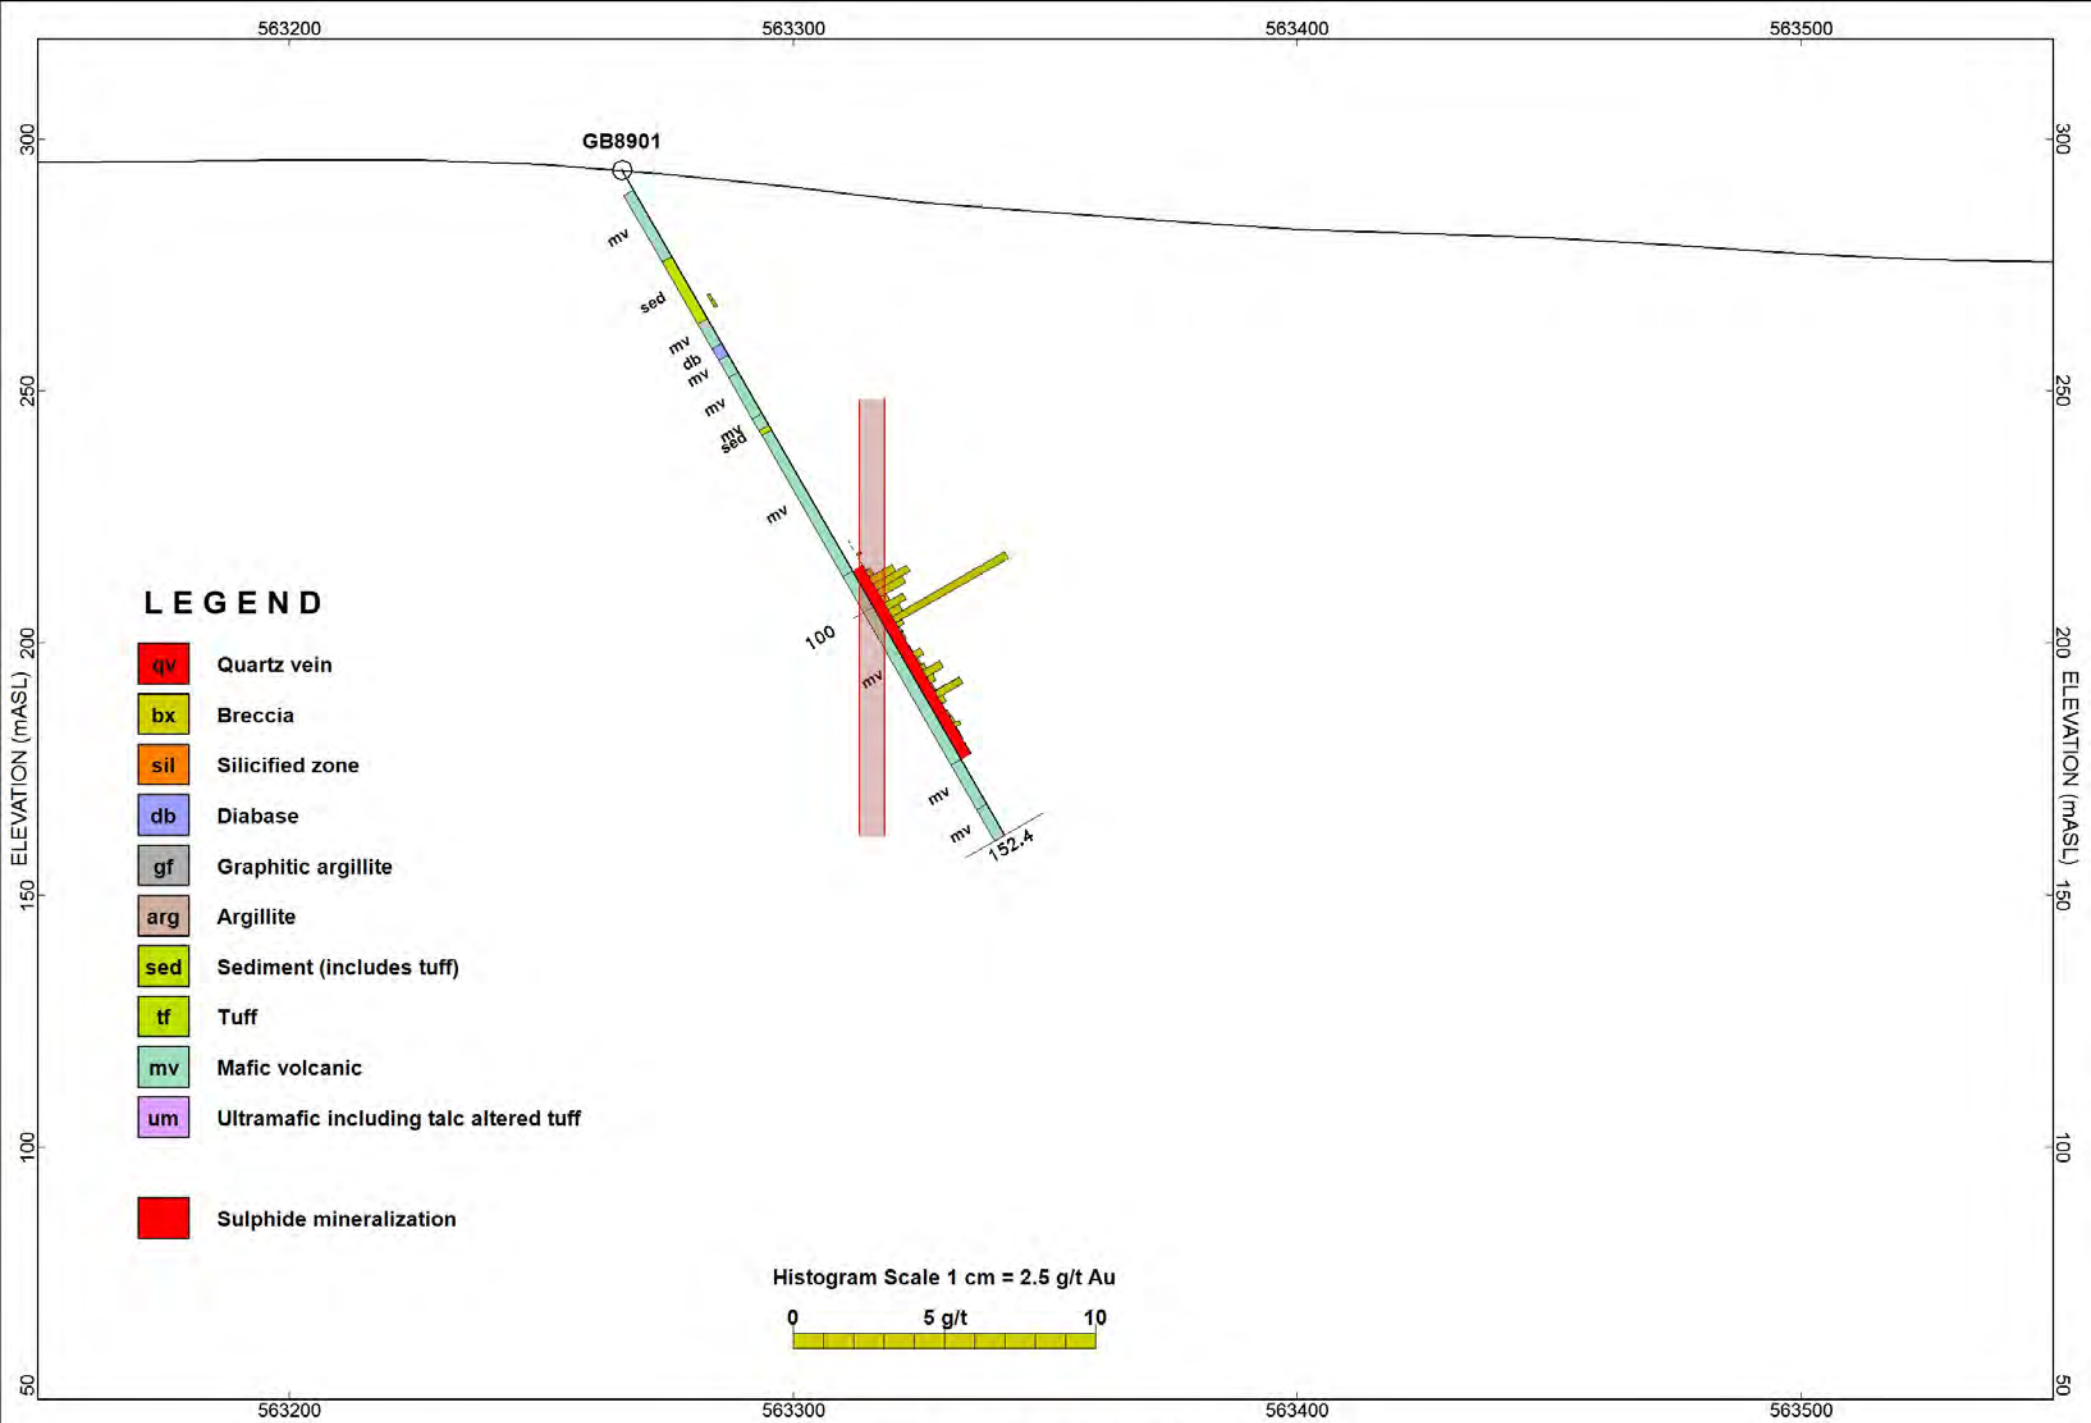 563200 563300 563400 563500
300 300
GB8901
mv
sed
mv
db
mv
250 250
mv
mv
sed
mv
LEGEND
100
200 200
qv Quartz vein
mv
bx Breccia
sil Silicified zone
mv
db Diabase
mv
152.4
ELEVATION (mASL) ELEVATION (mASL)
gf Graphitic argillite
150 150
arg Argillite
sed Sediment (includes tuff)
tf Tuff
mv Mafic volcanic
um Ultramafic including talc altered tuff
100 100
Sulphide mineralization
Histogram Scale 1 cm = 2.5 g/t Au
0 5 g/t 10
50 50
563200 563300 563400 563500